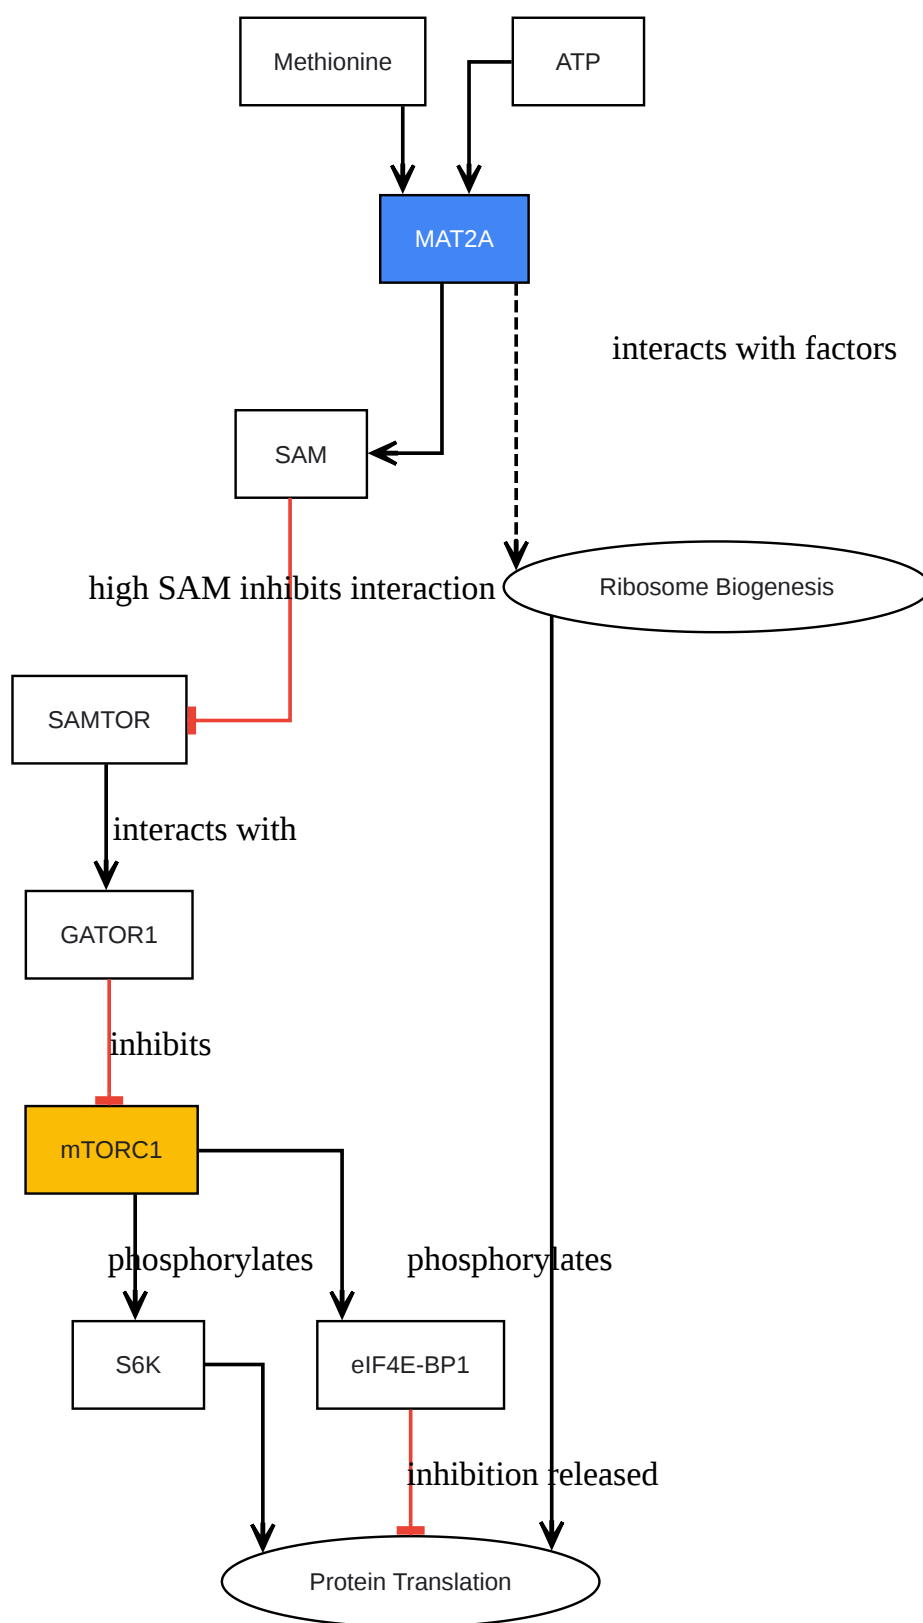 Methionine
ATP
MAT2A
interacts with factors
SAM
high SAM inhibits interaction
Ribosome Biogenesis
SAMTOR
interacts with
GATOR1
inhibits
mTORC1
phosphorylates
phosphorylates
S6K
eIF4E-BP1
inhibition released
Protein Translation